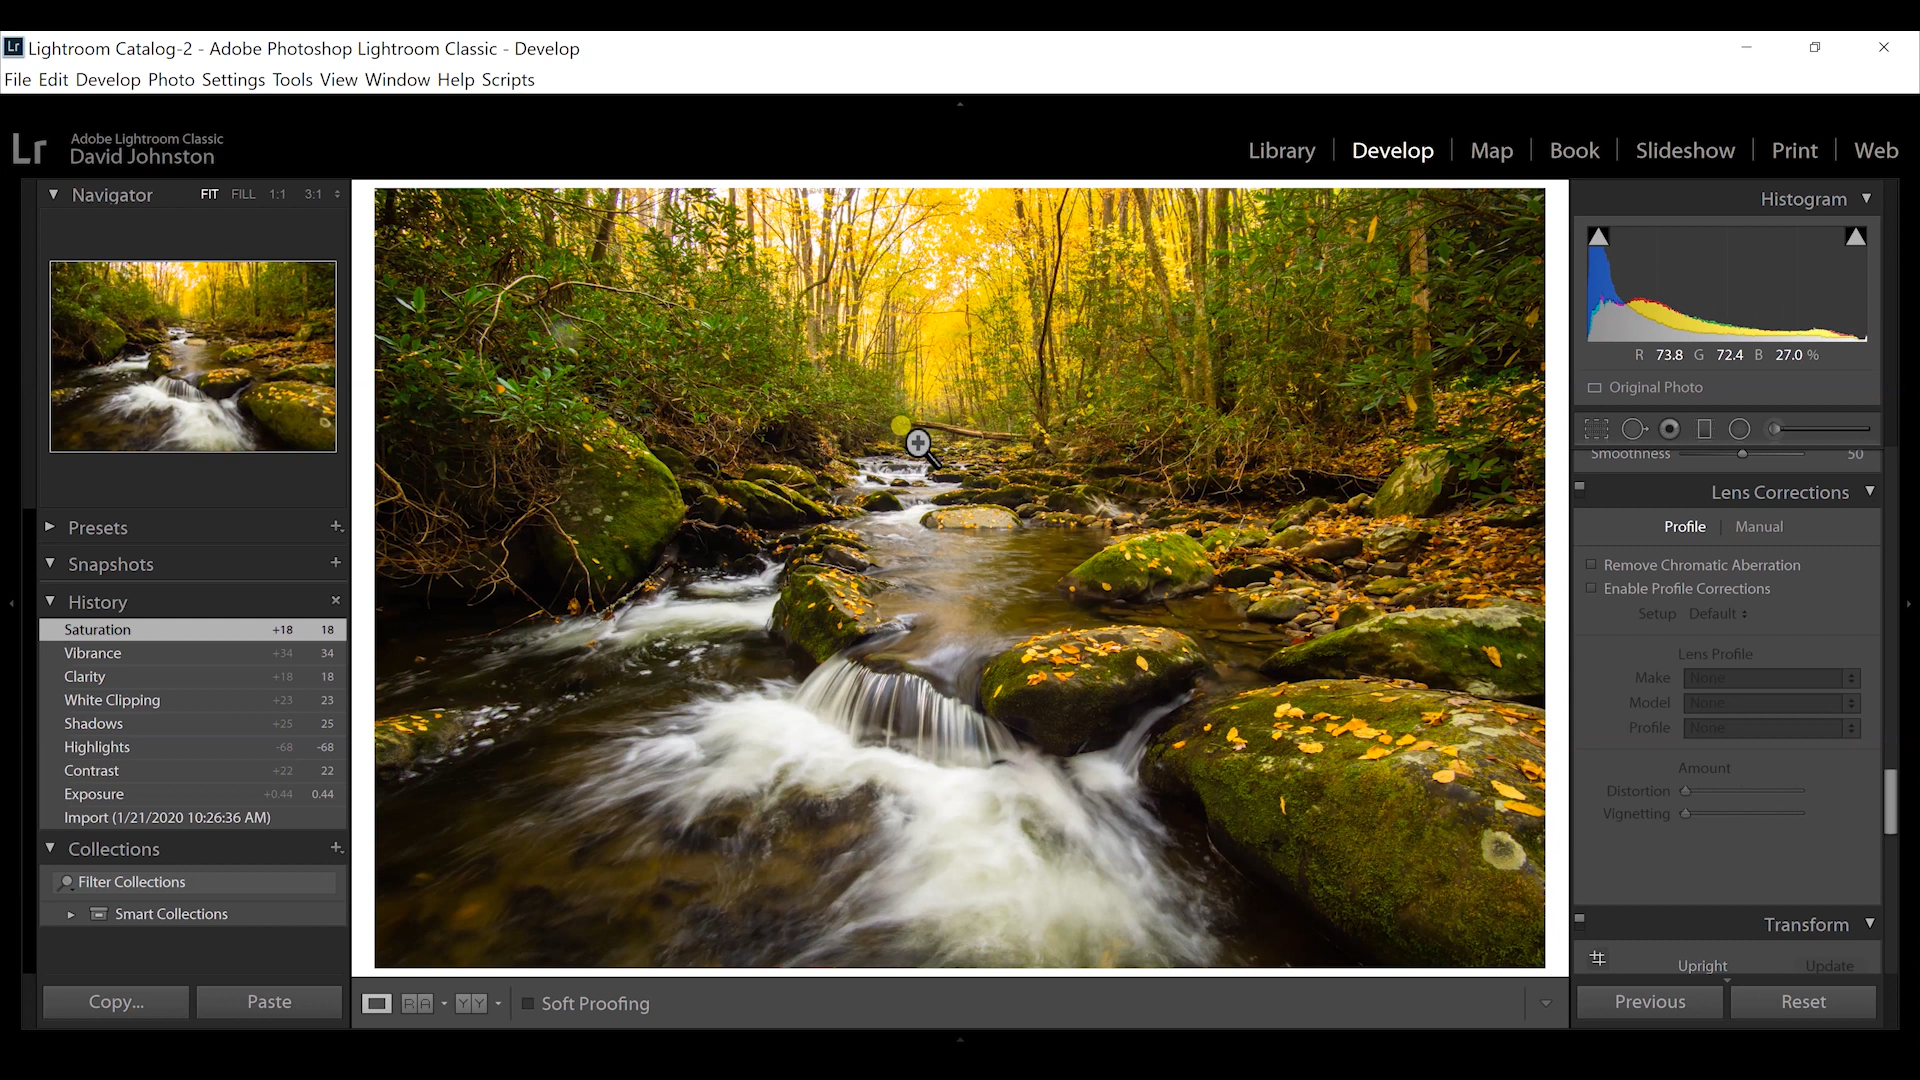 Lr Lightroom Catalog-2 - Adobe Photoshop Lightroom Classic - Develop
File Edit Develop Photo Settings Tools View Window Help Scripts
Lr Adobe Lightroom Classic
David Johnston
Library Develop Map Book Slideshow Print Web
Navigator FIT FILL 1:1 3:1
Presets
Snapshots
History
Saturation +18 18
Vibrance +34 34
Clarity +18 18
White Clipping +23 23
Shadows +25 25
Highlights -68 -68
Contrast +22 22
Exposure +0.44 0.44
Import (1/21/2020 10:26:36 AM)
Collections
Filter Collections
Smart Collections
Copy... Paste
R A Y Y Soft Proofing
Histogram
R 73.8 G 72.4 B 27.0 %
Original Photo
Smoothness 50
Lens Corrections
Profile Manual
Remove Chromatic Aberration
Enable Profile Corrections
Setup Default
Lens Profile
Make None
Model None
Profile None
Amount
Distortion
Vignetting
Transform
Upright Update
Previous Reset